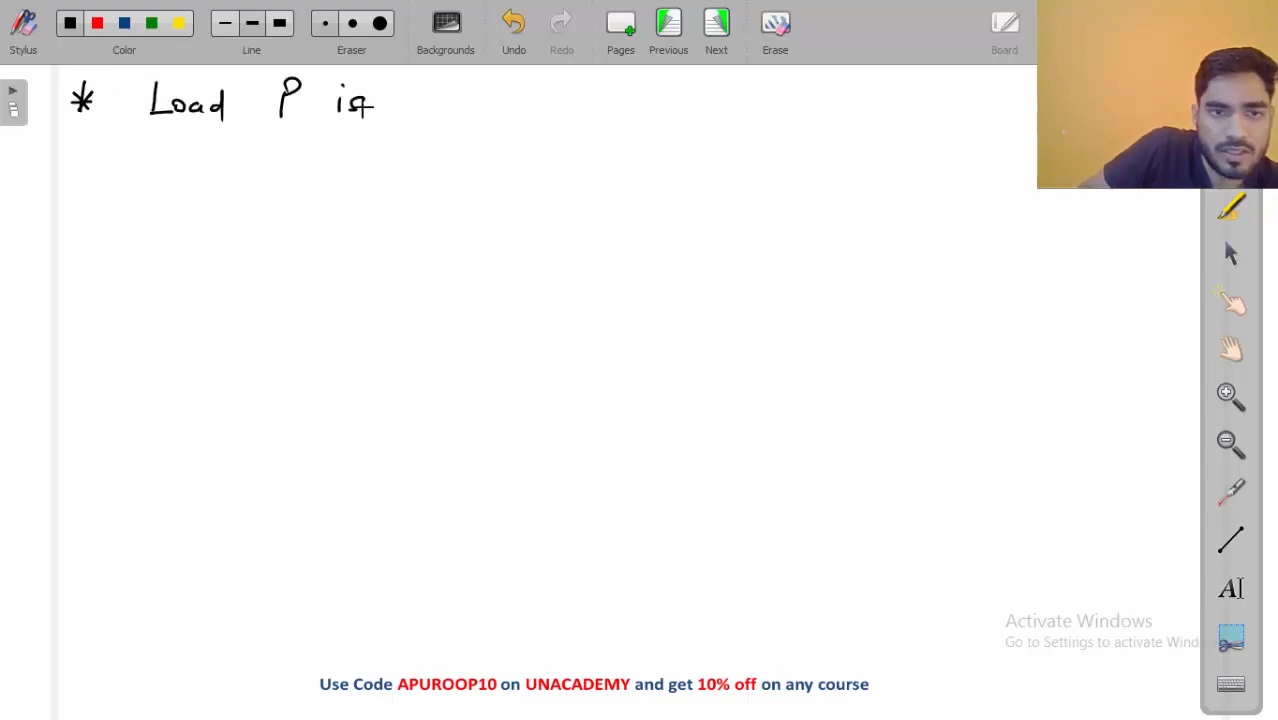 Stylus Color Line Eraser Backgrounds Undo Redo Pages Previous Next Erase Board
* Load P is
A
Activate Windows
Go to Settings to activate Wind
Use Code APUROOP10 on UNACADEMY and get 10% off on any course